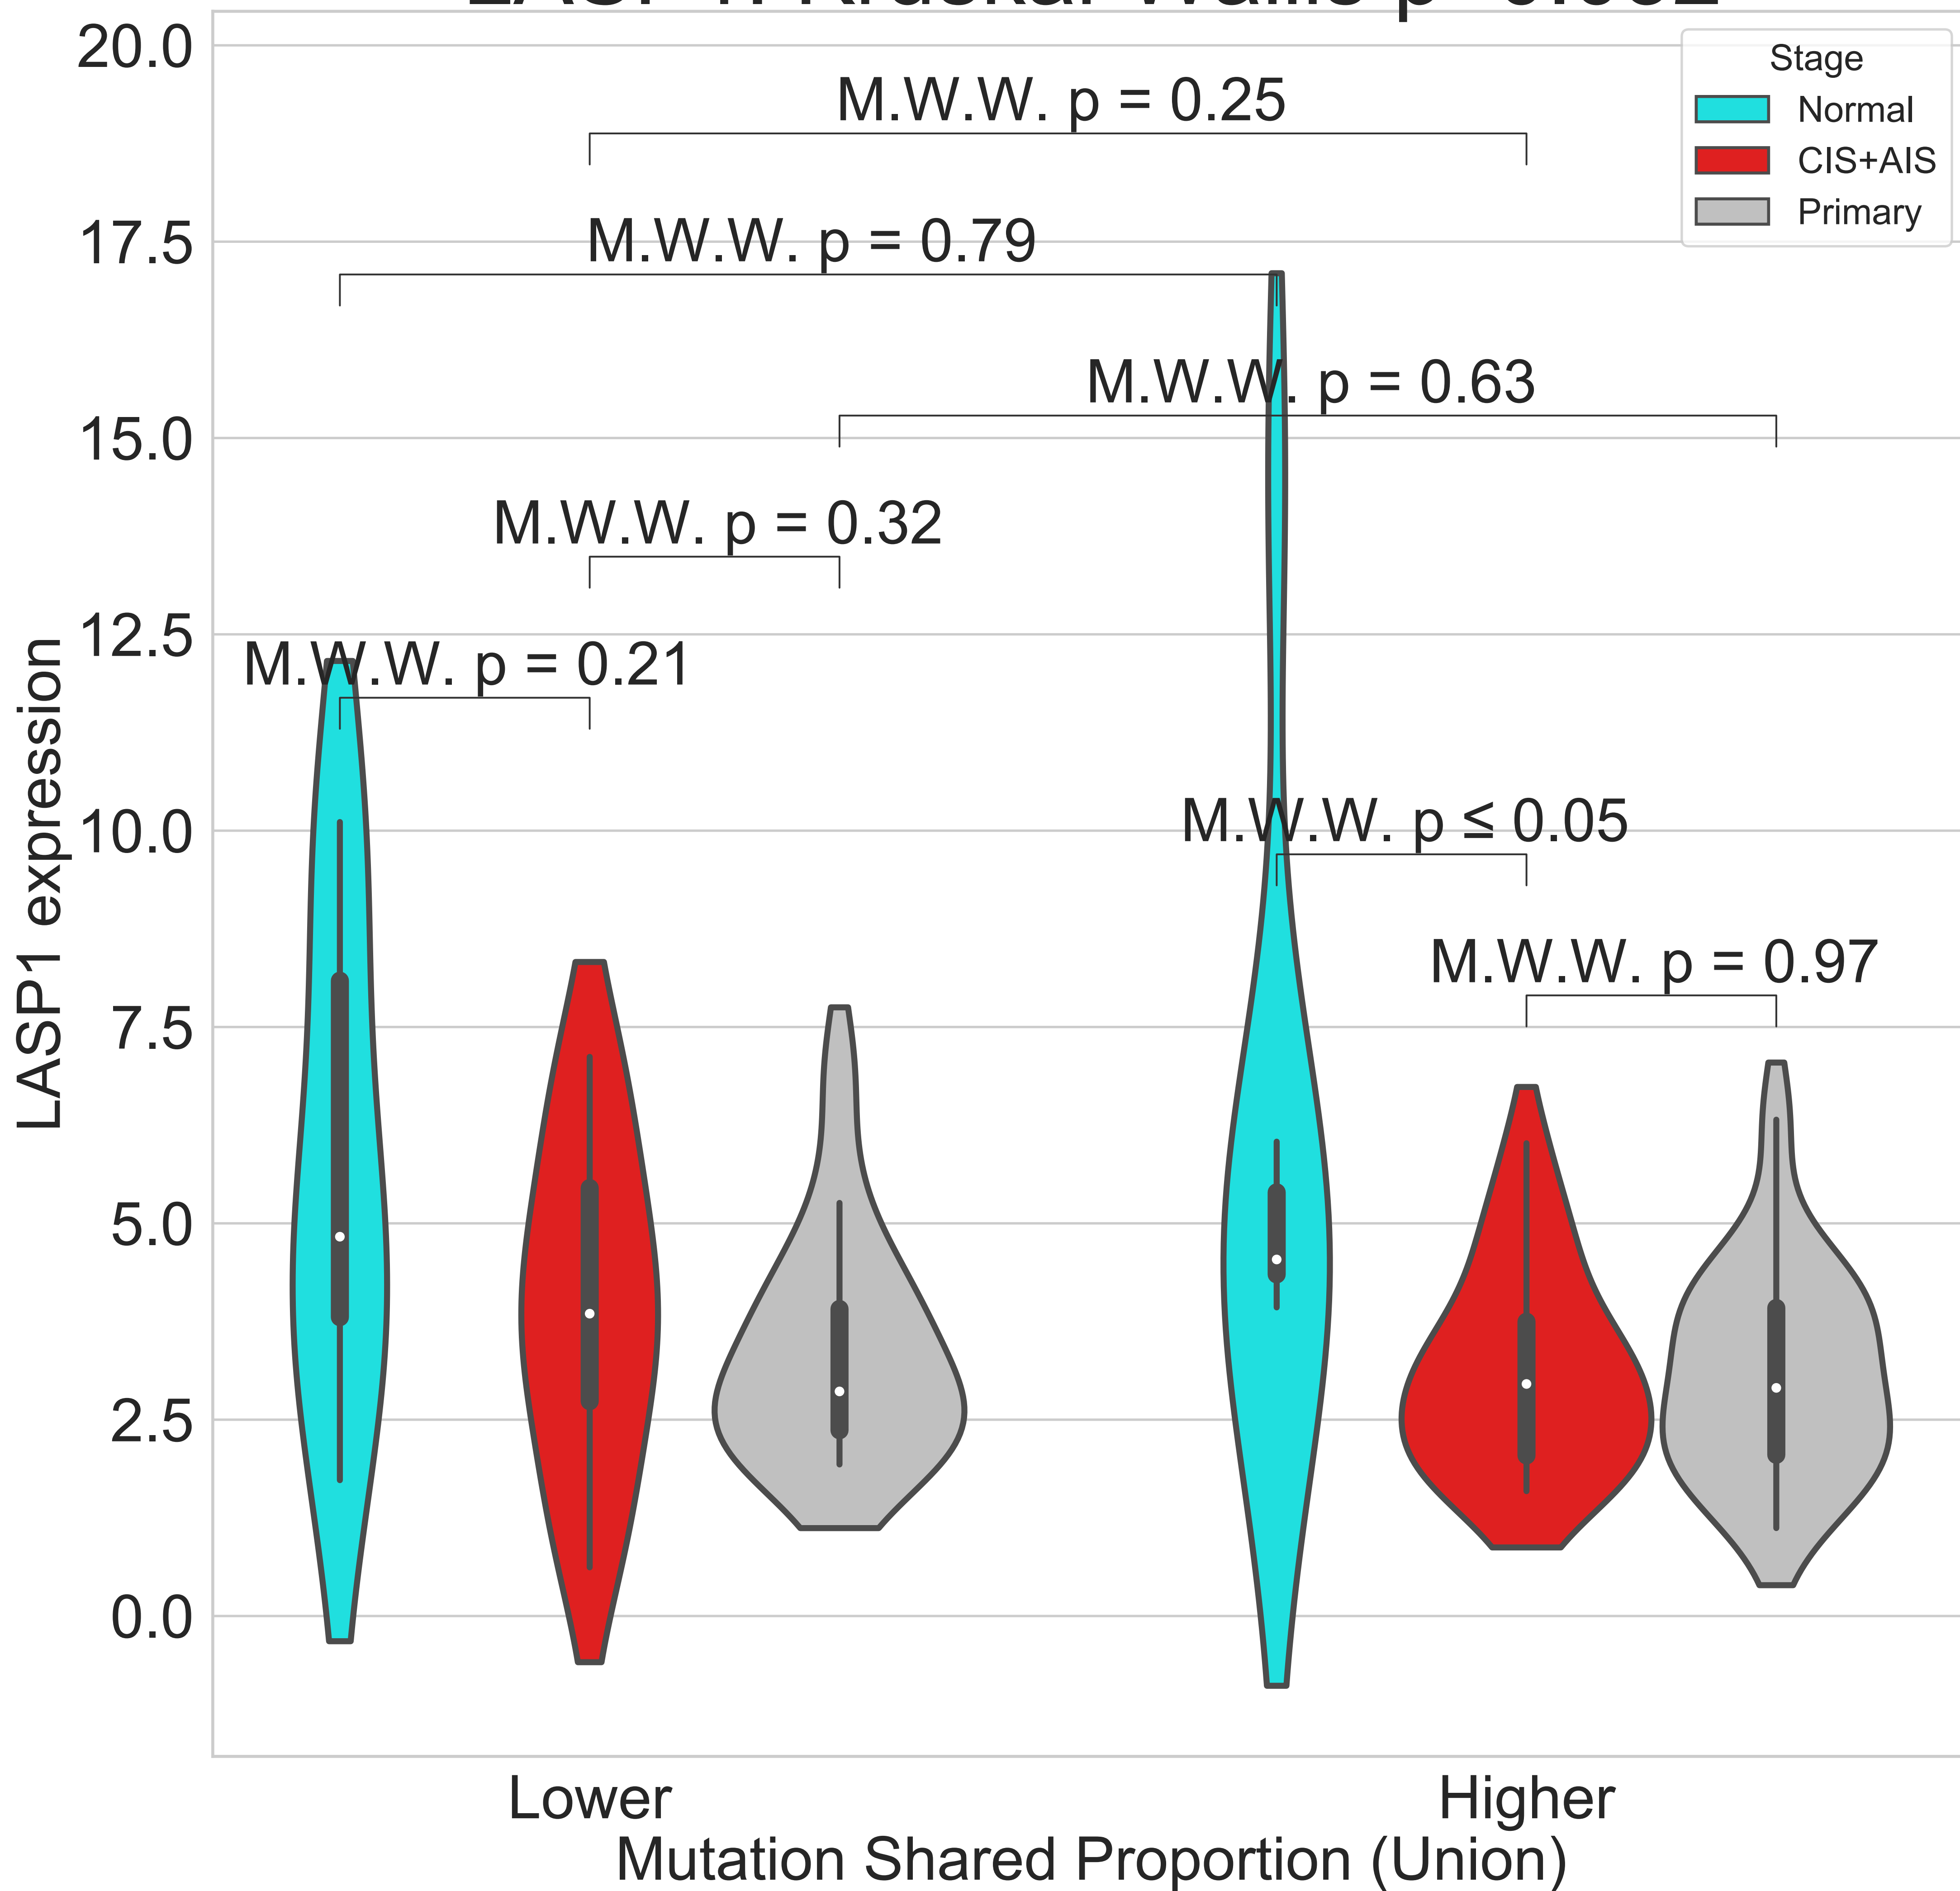 20.0
17.5
15.0
12.5
10.0
7.5
5.0
2.5
0.0
LASP1 expression
M.W.W. p = 0.25
M.W.W. p = 0.79
M.W.W. p = 0.63
M.W.W. p = 0.32
M.W.W. p = 0.21
M.W.W. p ≤ 0.05
M.W.W. p = 0.97
Stage
Normal
CIS+AIS
Primary
Lower
Higher
Mutation Shared Proportion (Union)